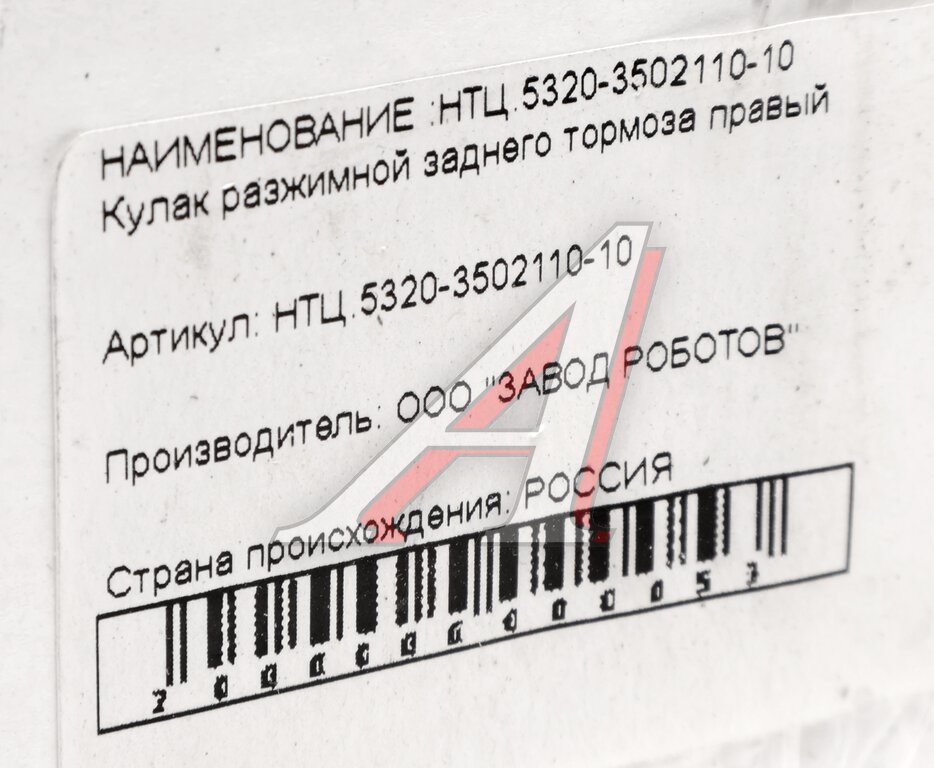 НАИМЕНОВАНИЕ :НТЦ.5320-3502110-10
Кулак разжимной заднего тормоза правый
Артикул: НТЦ.5320-3502110-10
Производитель: ООО "ЗАВОД РОБОТОВ"
Страна происхождения: РОССИЯ